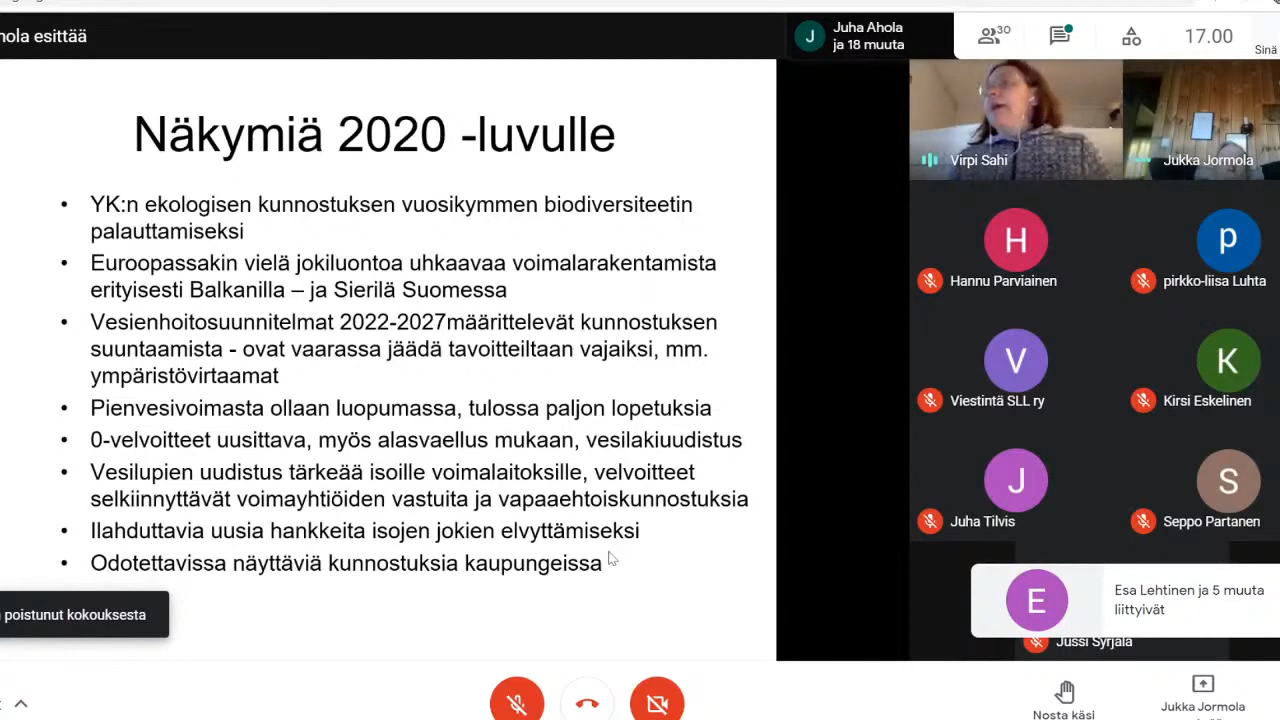 nola esittää
J
Juha Ahola
ja 18 muuta
30
17.00
Sinä
Näkymiä 2020 -luvulle
• YK:n ekologisen kunnostuksen vuosikymmen biodiversiteetin
palauttamiseksi
• Euroopassakin vielä jokiluontoa uhkaavaa voimalarakentamista
erityisesti Balkanilla – ja Sierilä Suomessa
• Vesienhoitosuunnitelmat 2022-2027määrittelevät kunnostuksen
suuntaamista - ovat vaarassa jäädä tavoitteiltaan vajaiksi, mm.
ympäristövirtaamat
• Pienvesivoimasta ollaan luopumassa, tulossa paljon lopetuksia
• 0-velvoitteet uusittava, myös alasvaellus mukaan, vesilakiuudistus
• Vesilupien uudistus tärkeää isoille voimalaitoksille, velvoitteet
selkiinnyttävät voimayhtiöiden vastuita ja vapaaehtoiskunnostuksia
• Ilahduttavia uusia hankkeita isojen jokien elvyttämiseksi
• Odotettavissa näyttäviä kunnostuksia kaupungeissa
poistunut kokouksesta
Virpi Sahi
Jukka Jormola
H
Hannu Parviainen
p
pirkko-liisa Luhta
V
Viestintä SLL ry
K
Kirsi Eskelinen
J
Juha Tilvis
S
Seppo Partanen
E
Esa Lehtinen ja 5 muuta
liittyivät
Jussi Syrjälä
Nosta käsi
Jukka Jormola